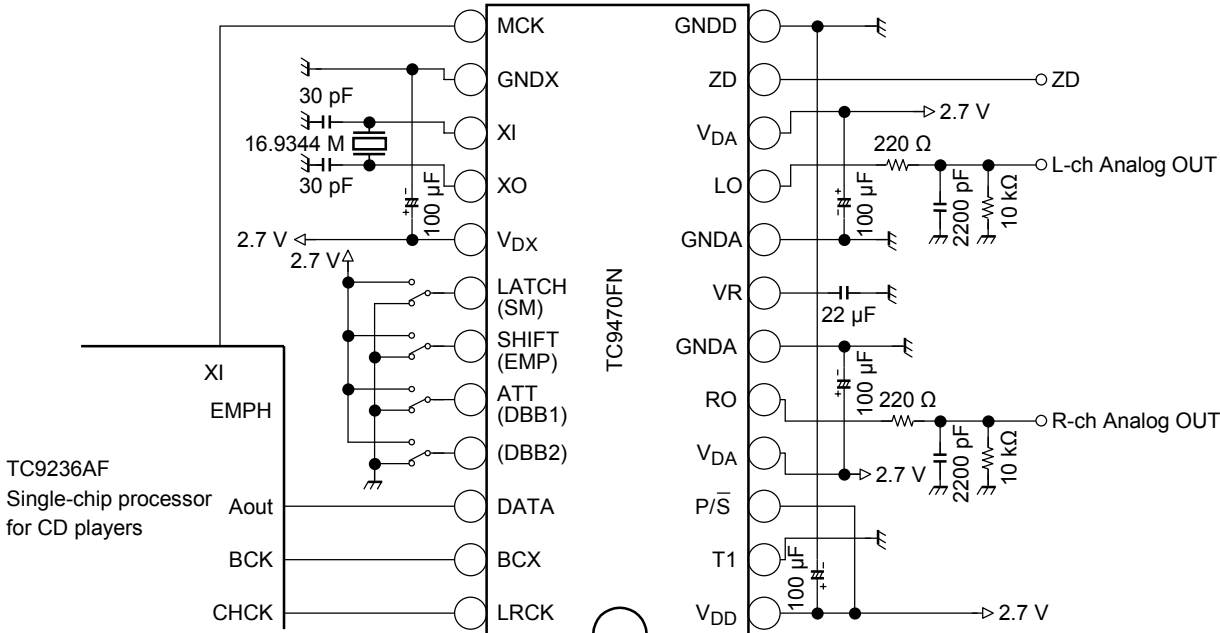 MCK
GNDX
XI
XO
VDX
LATCH
(SM)
SHIFT
(EMP)
ATT
(DBB1)
(DBB2)
DATA
BCX
LRCK
30 pF
16.9344 M
30 pF
+ -
100 μF
2.7 V
2.7 V
XI
EMPH
Aout
BCK
CHCK
TC9236AF
Single-chip processor
for CD players
TC9470FN
GNDD
ZD
VDA
LO
GNDA
VR
GNDA
RO
VDA
P/S̅
T1
VDD
ZD
2.7 V
220 Ω
L-ch Analog OUT
- +
100 μF
2200 pF
10 kΩ
22 μF
+ -
100 μF
220 Ω
R-ch Analog OUT
2200 pF
10 kΩ
2.7 V
100 μF
+ -
2.7 V